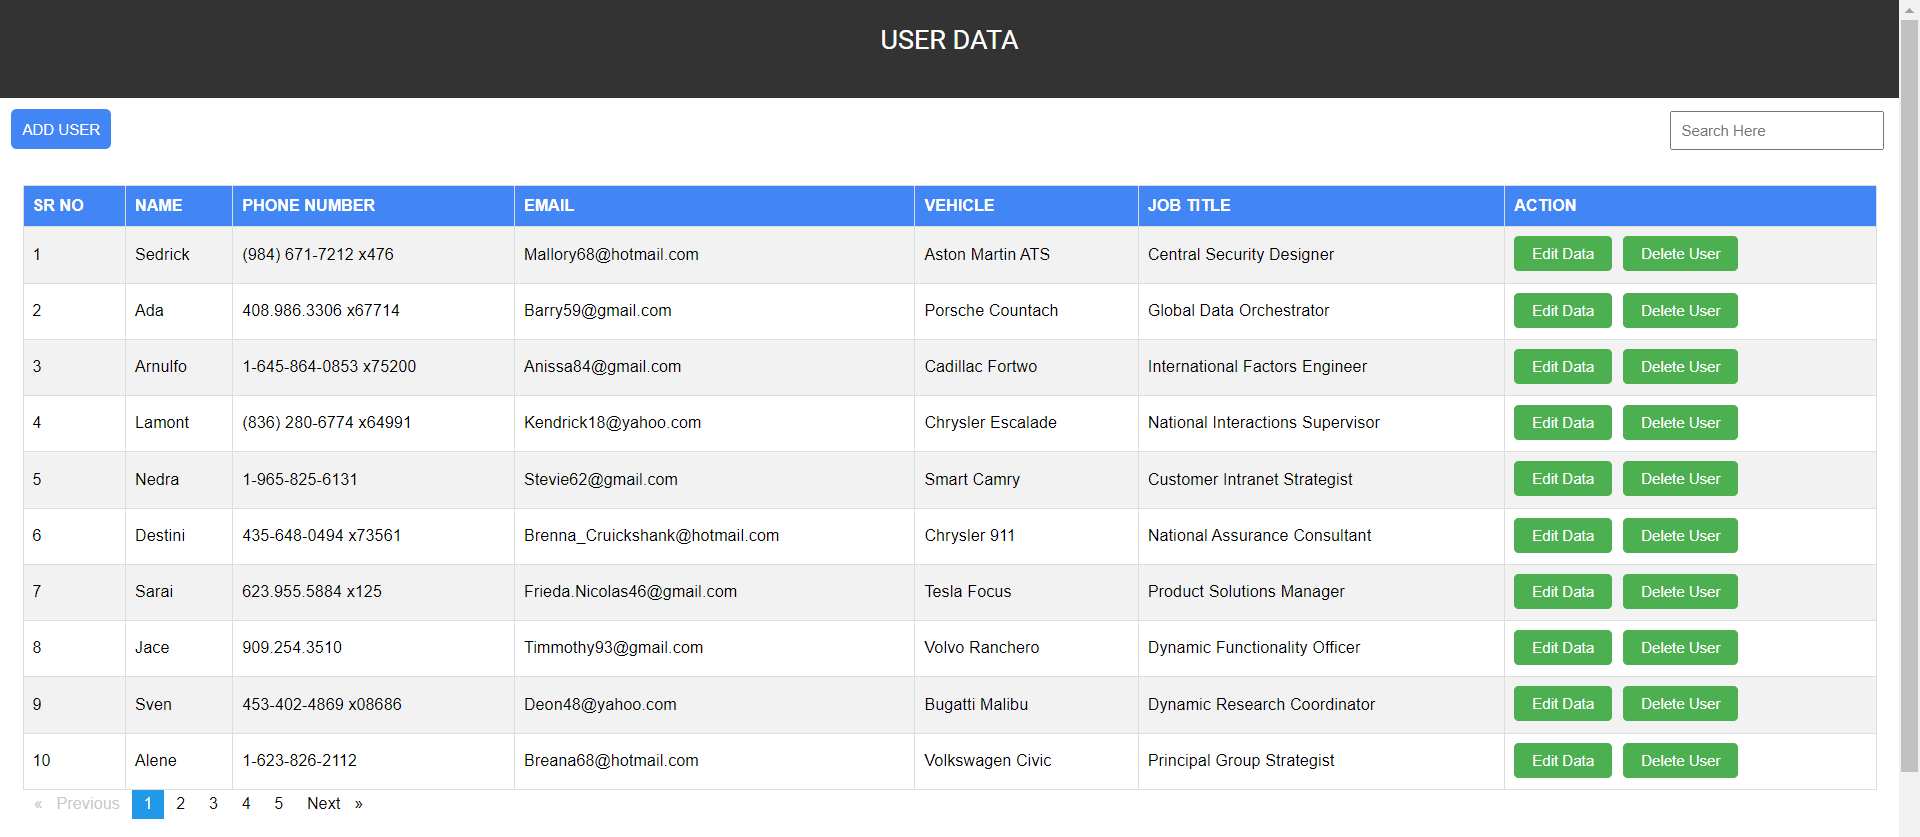 USER DATA
ADD USER
Search Here
SR NO NAME PHONE NUMBER EMAIL VEHICLE JOB TITLE ACTION
1 Sedrick (984) 671-7212 x476 Mallory68@hotmail.com Aston Martin ATS Central Security Designer Edit Data Delete User
2 Ada 408.986.3306 x67714 Barry59@gmail.com Porsche Countach Global Data Orchestrator Edit Data Delete User
3 Arnulfo 1-645-864-0853 x75200 Anissa84@gmail.com Cadillac Fortwo International Factors Engineer Edit Data Delete User
4 Lamont (836) 280-6774 x64991 Kendrick18@yahoo.com Chrysler Escalade National Interactions Supervisor Edit Data Delete User
5 Nedra 1-965-825-6131 Stevie62@gmail.com Smart Camry Customer Intranet Strategist Edit Data Delete User
6 Destini 435-648-0494 x73561 Brenna_Cruickshank@hotmail.com Chrysler 911 National Assurance Consultant Edit Data Delete User
7 Sarai 623.955.5884 x125 Frieda.Nicolas46@gmail.com Tesla Focus Product Solutions Manager Edit Data Delete User
8 Jace 909.254.3510 Timmothy93@gmail.com Volvo Ranchero Dynamic Functionality Officer Edit Data Delete User
9 Sven 453-402-4869 x08686 Deon48@yahoo.com Bugatti Malibu Dynamic Research Coordinator Edit Data Delete User
10 Alene 1-623-826-2112 Breana68@hotmail.com Volkswagen Civic Principal Group Strategist Edit Data Delete User
« Previous 1 2 3 4 5 Next »